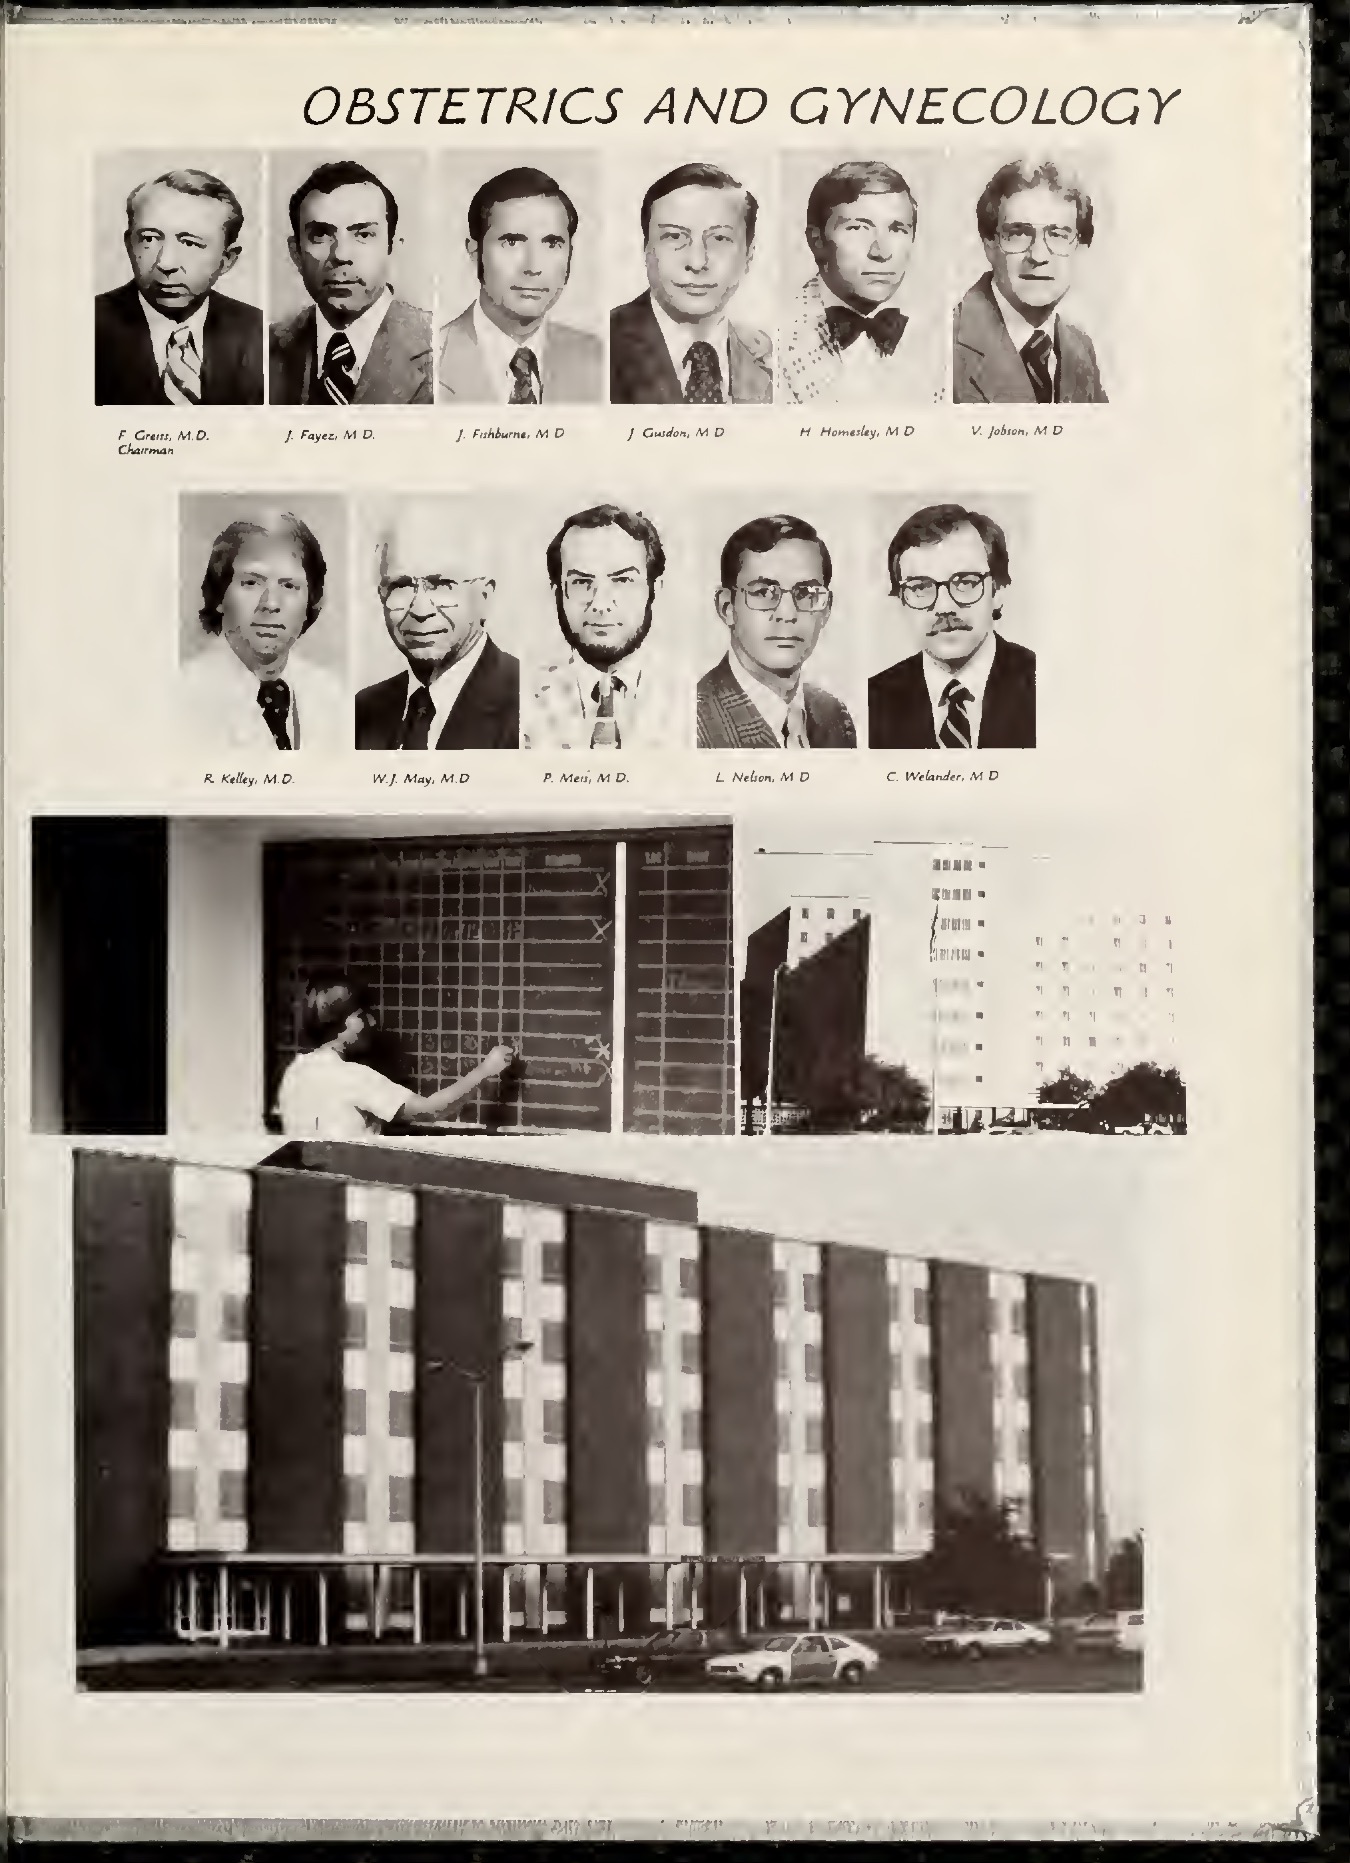 OBSTETRICS AND GYNECOLOGY
F. Greiss, M.D. J. Fayez, M D. J. Fishburne, M D J Gusdon, M D H Homesley, M D V. Jobson, M D
Chairman
R. Kelley, M.D. W.J. May, M.D P. Meis, M D. L Nelson, M D C. Welander, M D